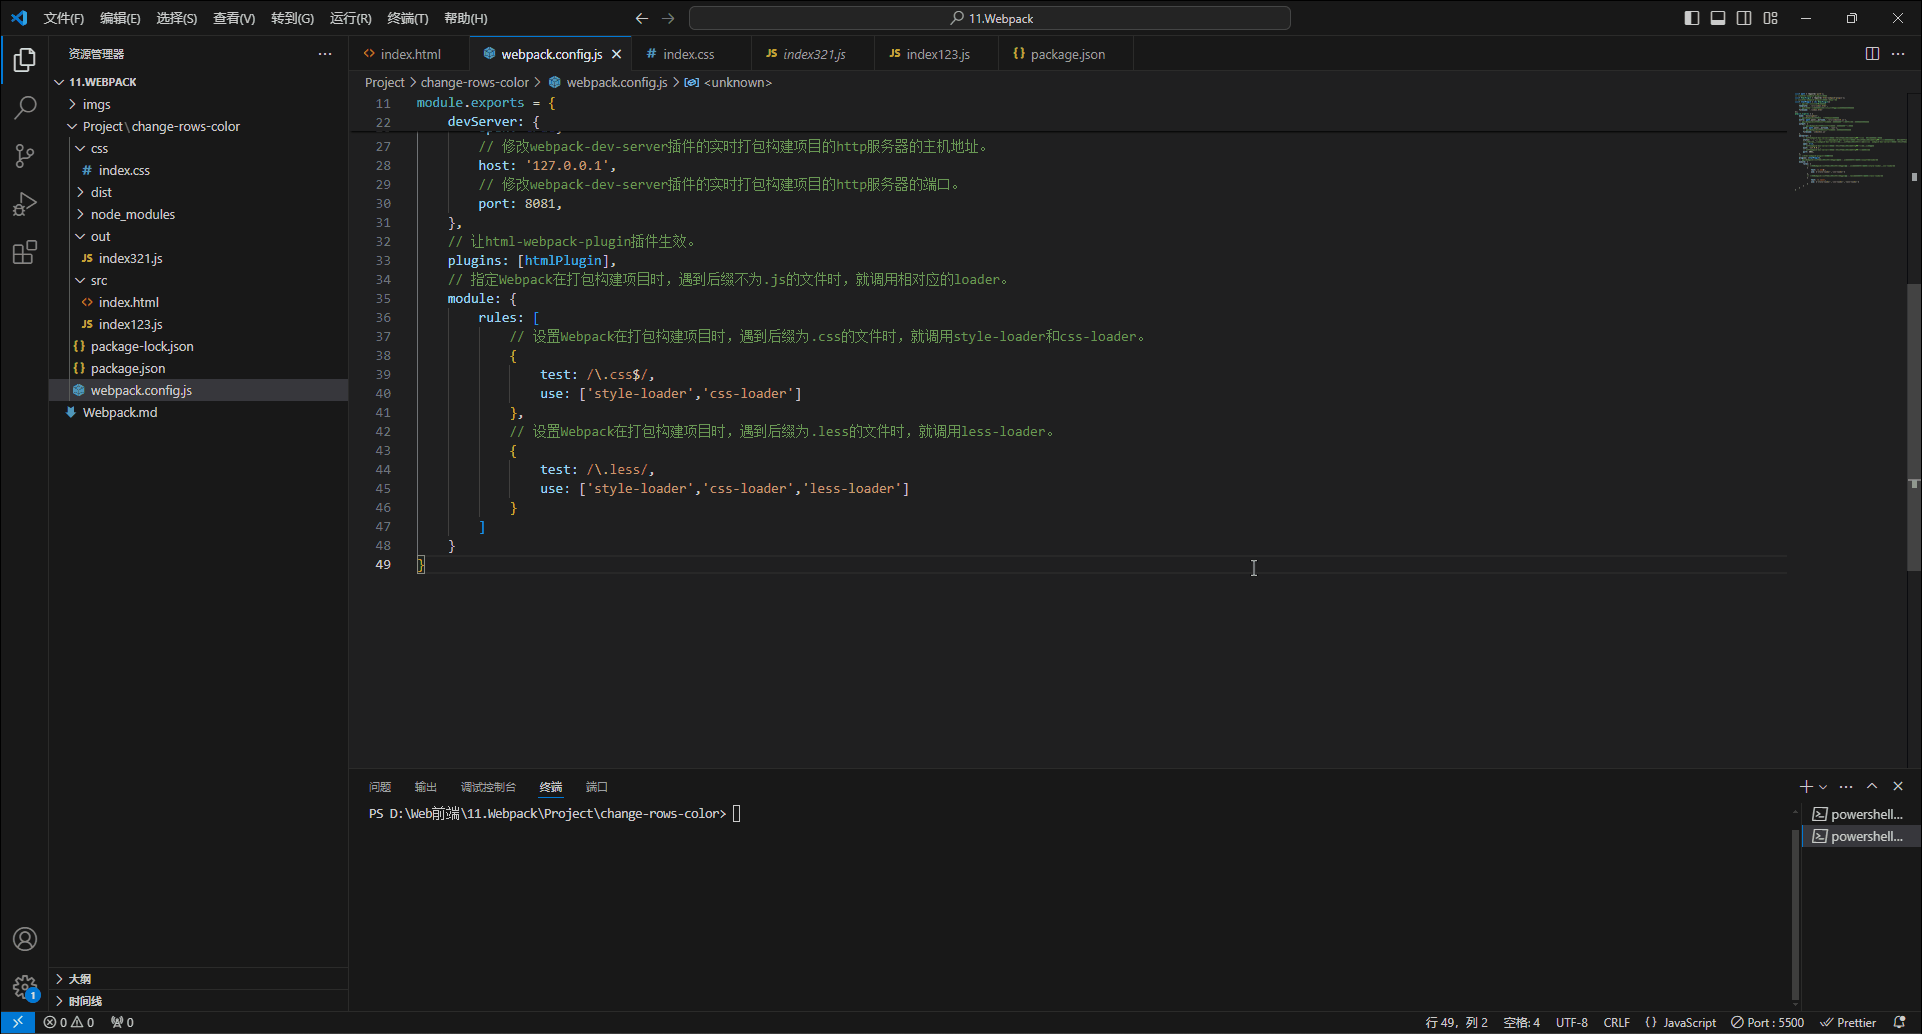 文件(F) 编辑(E) 选择(S) 查看(V) 转到(G) 运行(R) 终端(T) 帮助(H) 11.Webpack
资源管理器
11.WEBPACK
imgs
Project\change-rows-color
css
# index.css
dist
node_modules
out
JS index321.js
src
<> index.html
JS index123.js
{} package-lock.json
{} package.json
webpack.config.js
Webpack.md
大纲
时间线
<> index.html webpack.config.js # index.css JS index321.js JS index123.js {} package.json
Project > change-rows-color > webpack.config.js > <unknown>
11 module.exports = {
22 devServer: {
27 // 修改webpack-dev-server插件的实时打包构建项目的http服务器的主机地址。
28 host: '127.0.0.1',
29 // 修改webpack-dev-server插件的实时打包构建项目的http服务器的端口。
30 port: 8081,
31 },
32 // 让html-webpack-plugin插件生效。
33 plugins: [htmlPlugin],
34 // 指定Webpack在打包构建项目时，遇到后缀不为.js的文件时，就调用相对应的loader。
35 module: {
36 rules: [
37 // 设置Webpack在打包构建项目时，遇到后缀为.css的文件时，就调用style-loader和css-loader。
38 {
39 test: /\.css$/,
40 use: ['style-loader','css-loader']
41 },
42 // 设置Webpack在打包构建项目时，遇到后缀为.less的文件时，就调用less-loader。
43 {
44 test: /\.less/,
45 use: ['style-loader','css-loader','less-loader']
46 }
47 ]
48 }
49 }
问题 输出 调试控制台 终端 端口
PS D:\Web前端\11.Webpack\Project\change-rows-color>
powershell...
powershell...
1
0 0 0 行 49，列 2 空格: 4 UTF-8 CRLF {} JavaScript Port : 5500 Prettier